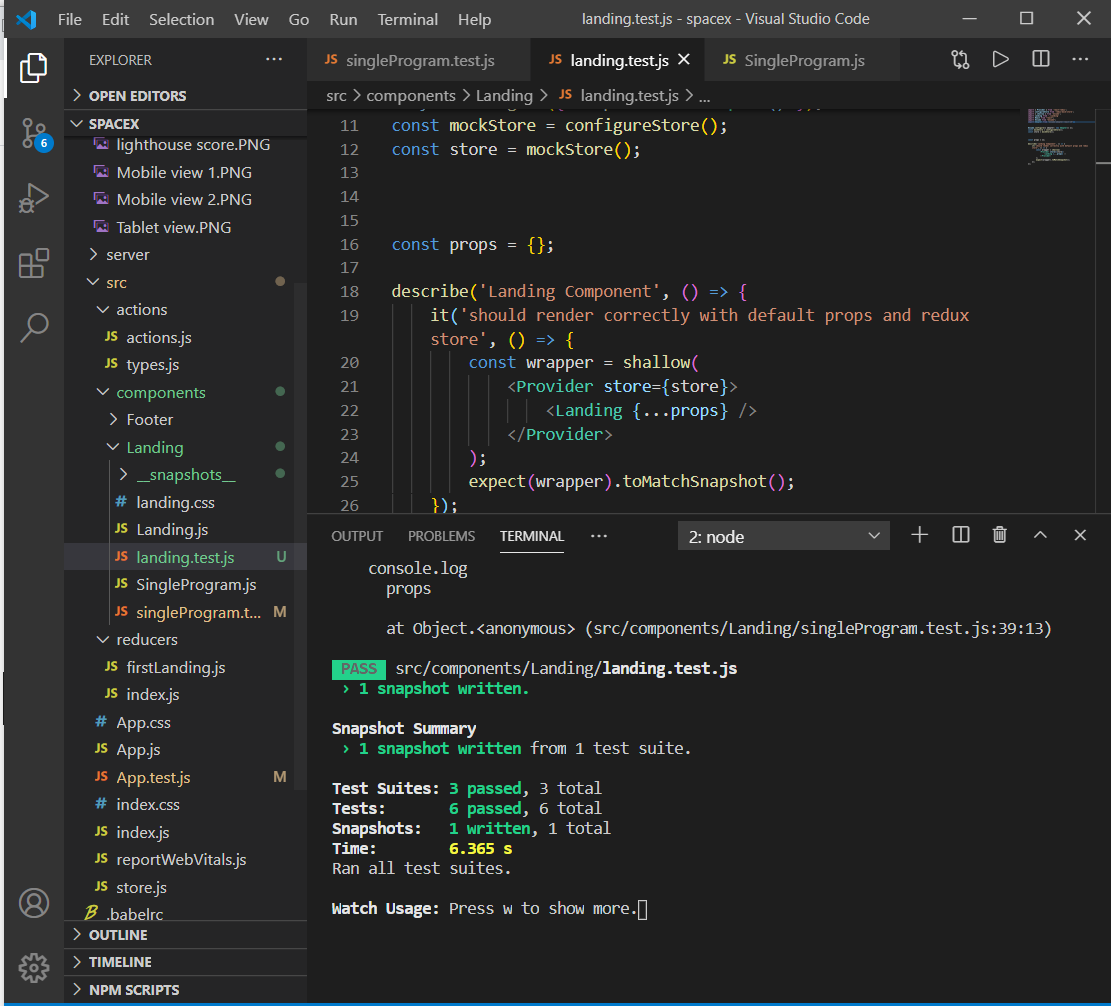 File Edit Selection View Go Run Terminal Help landing.test.js - spacex - Visual Studio Code
EXPLORER
OPEN EDITORS
SPACEX
lighthouse score.PNG
Mobile view 1.PNG
Mobile view 2.PNG
Tablet view.PNG
server
src
actions
JS actions.js
JS types.js
components
Footer
Landing
__snapshots__
# landing.css
JS Landing.js
JS landing.test.js U
JS SingleProgram.js
JS singleProgram.t... M
reducers
JS firstLanding.js
JS index.js
# App.css
JS App.js
JS App.test.js M
# index.css
JS index.js
JS reportWebVitals.js
JS store.js
.babelrc
OUTLINE
TIMELINE
NPM SCRIPTS
6
JS singleProgram.test.js JS landing.test.js JS SingleProgram.js
src > components > Landing > JS landing.test.js > ...
11 const mockStore = configureStore();
12 const store = mockStore();
13
14
15
16 const props = {};
17
18 describe('Landing Component', () => {
19 it('should render correctly with default props and redux
store', () => {
20 const wrapper = shallow(
21 <Provider store={store}>
22 <Landing {...props} />
23 </Provider>
24 );
25 expect(wrapper).toMatchSnapshot();
26 });
OUTPUT PROBLEMS TERMINAL ... 2: node
console.log
props
at Object.<anonymous> (src/components/Landing/singleProgram.test.js:39:13)
PASS src/components/Landing/landing.test.js
› 1 snapshot written.
Snapshot Summary
› 1 snapshot written from 1 test suite.
Test Suites: 3 passed, 3 total
Tests: 6 passed, 6 total
Snapshots: 1 written, 1 total
Time: 6.365 s
Ran all test suites.
Watch Usage: Press w to show more.